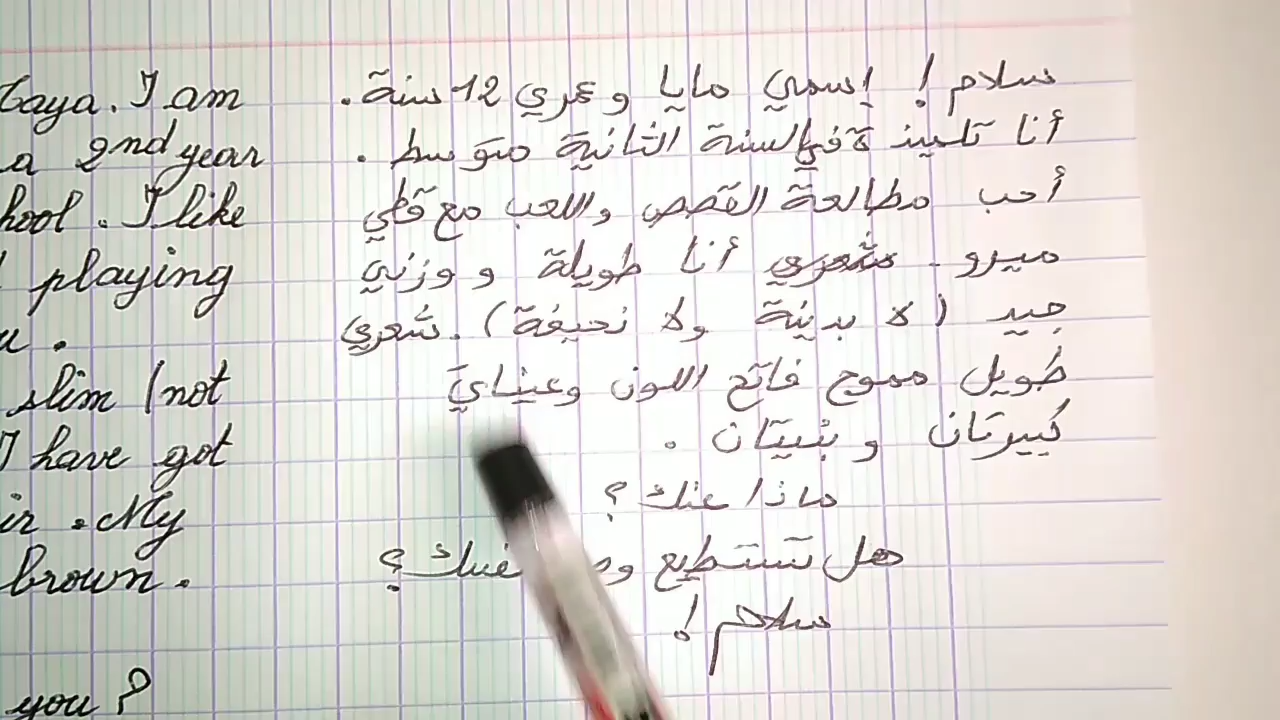 سلام! إسمي مايا وعمري 12 سنة.
أنا تلميذة في السنة الثانية متوسط.
أحب مطالعة القصص واللعب مع قطي
ميرو. شعري أنا طويلة ووزني
جيد (لا بدينة ولا نحيفة). شعري
طويل مموج فاتح اللون وعيناي
كبيرتان وبنيتان.
ماذا عنك؟
هل تستطيع
سلام!
aya. I am
a 2nd year
hool. I like
playing
u.
slim (not
I have got
ir. My
brown.
you?